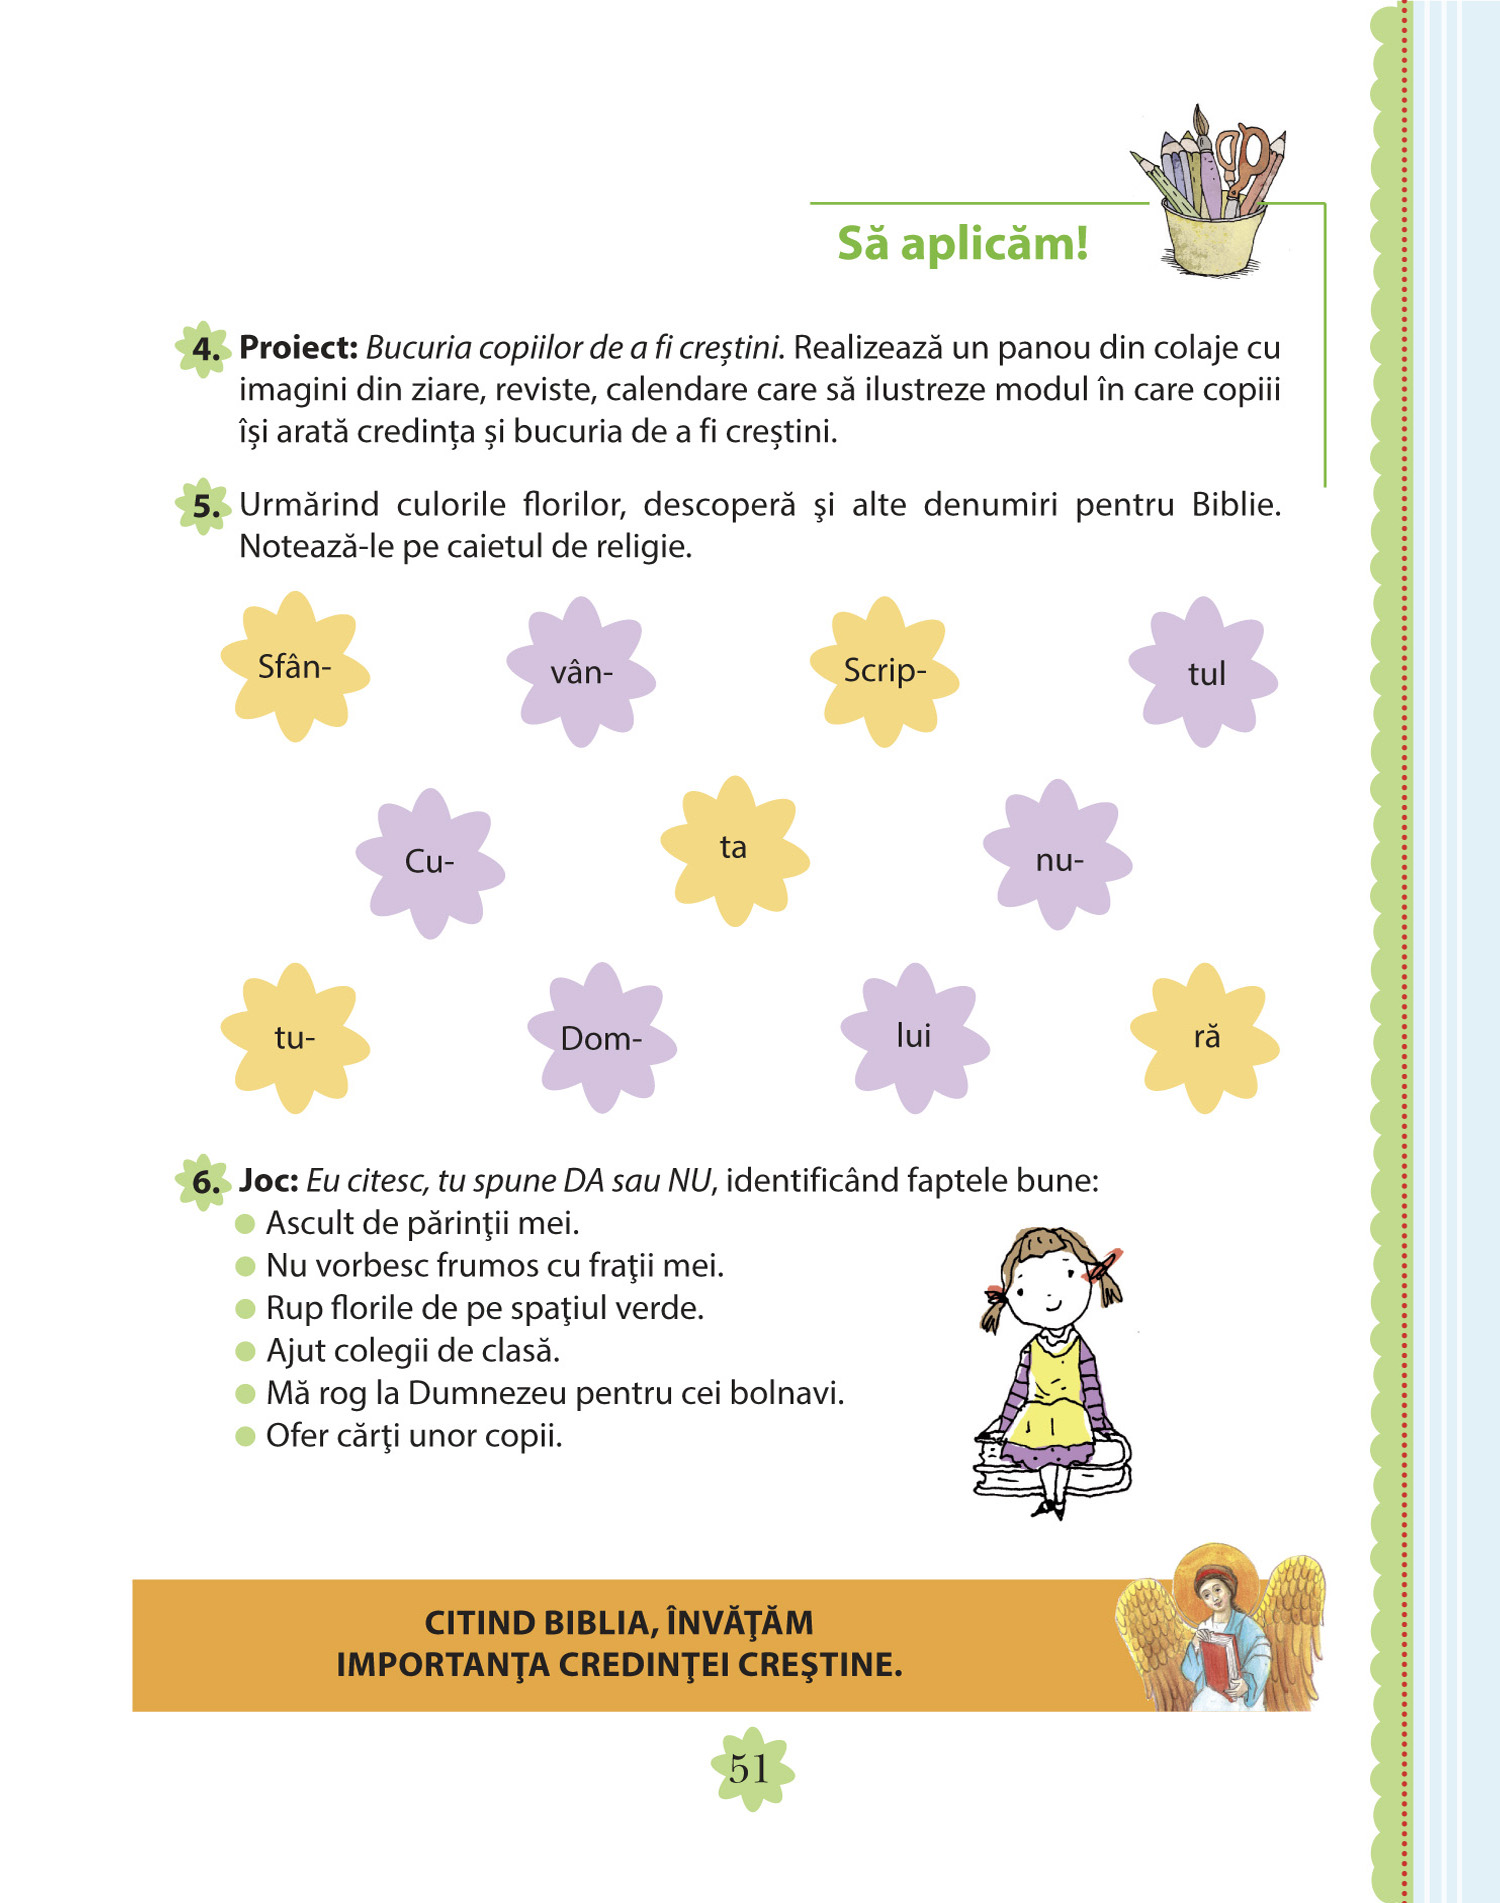 Să aplicăm!
4. Proiect: Bucuria copiilor de a fi creștini. Realizează un panou din colaje cu
imagini din ziare, reviste, calendare care să ilustreze modul în care copiii
își arată credința și bucuria de a fi creștini.
5. Urmărind culorile florilor, descoperă şi alte denumiri pentru Biblie.
Notează-le pe caietul de religie.
Sfân- vân- Scrip- tul
Cu- ta nu-
tu- Dom- lui ră
6. Joc: Eu citesc, tu spune DA sau NU, identificând faptele bune:
Ascult de părinţii mei.
Nu vorbesc frumos cu fraţii mei.
Rup florile de pe spaţiul verde.
Ajut colegii de clasă.
Mă rog la Dumnezeu pentru cei bolnavi.
Ofer cărţi unor copii.
CITIND BIBLIA, ÎNVĂŢĂM
IMPORTANŢA CREDINŢEI CREŞTINE.
51